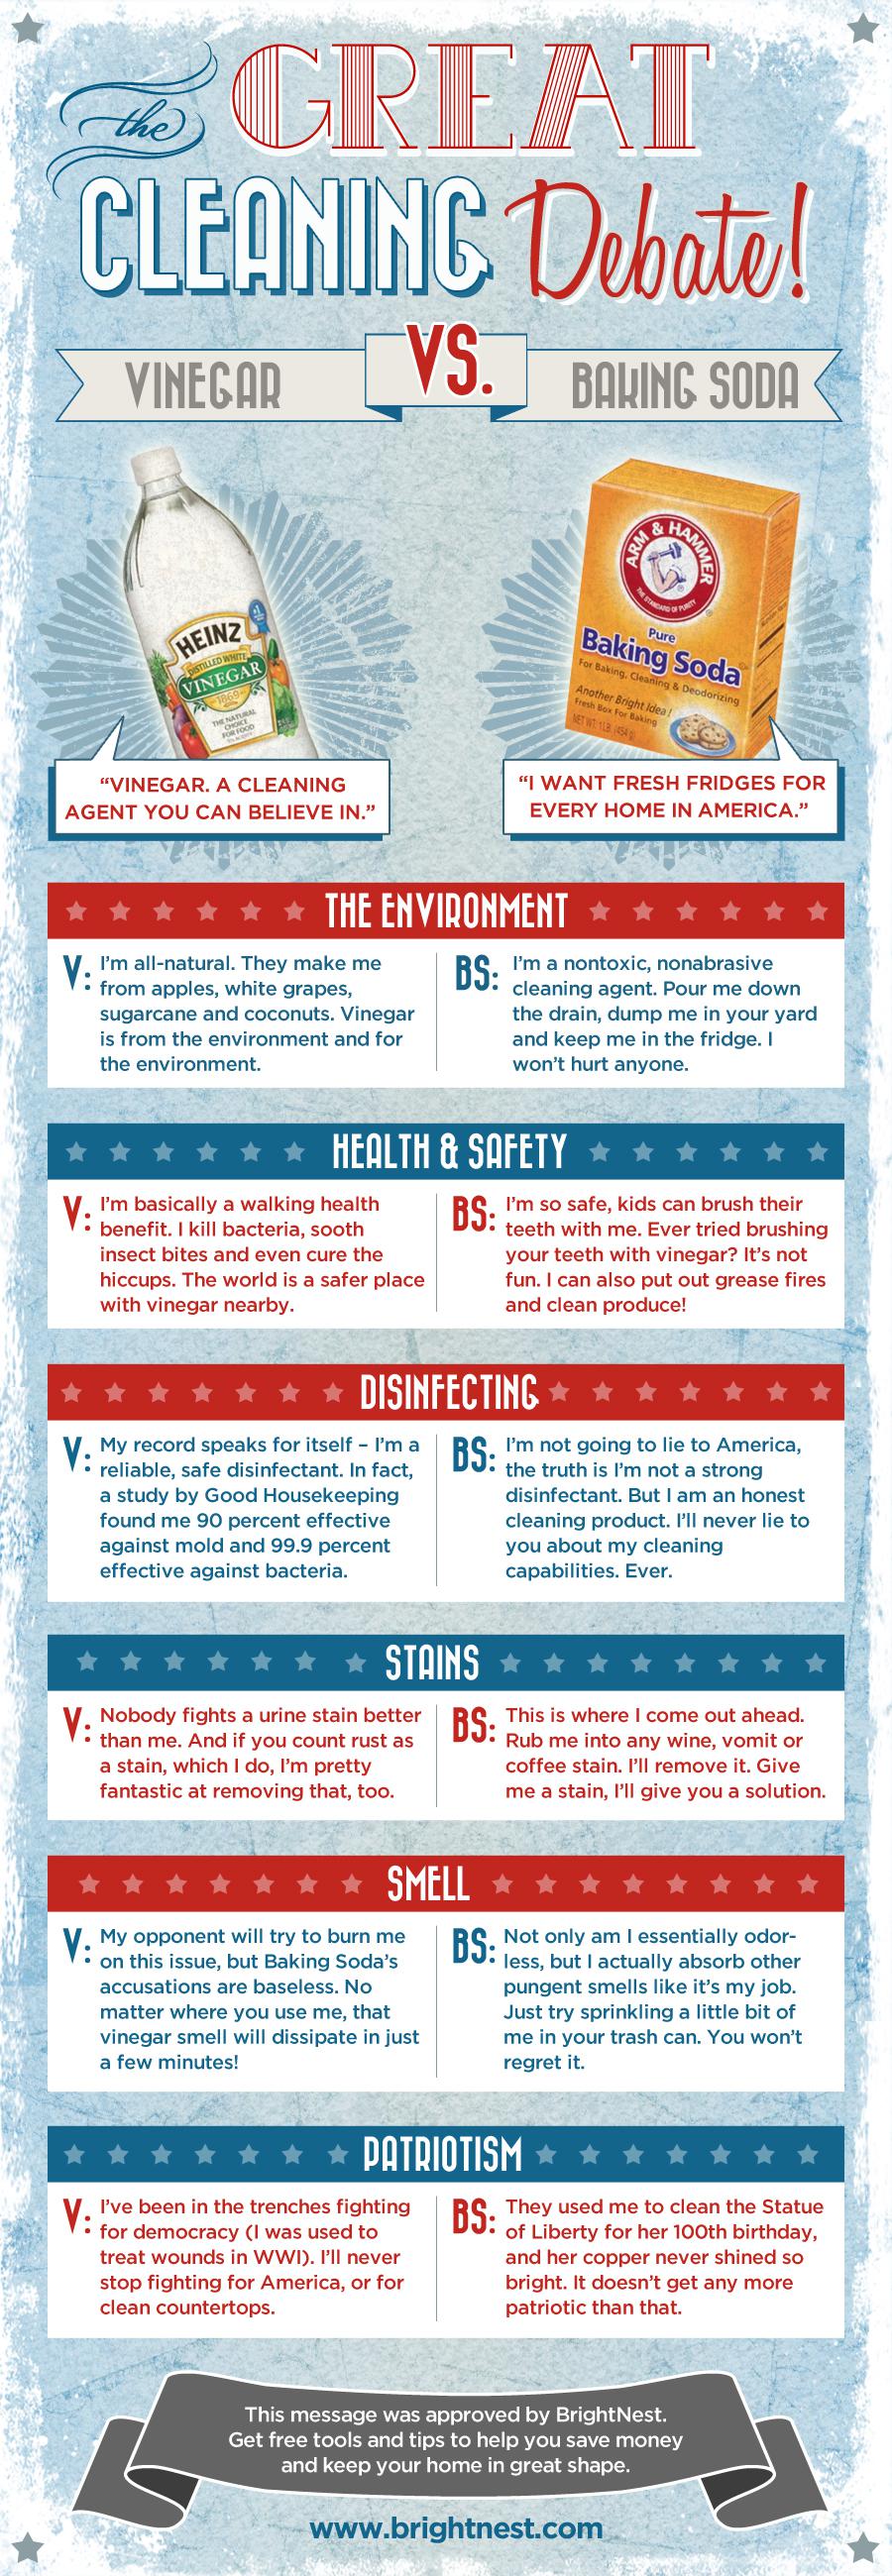 the GREAT
CLEANING Debate!
VINEGAR VS. BAKING SODA
HEINZ
DISTILLED WHITE
VINEGAR
1869
THE NATURAL
CHOICE
FOR FOOD
#1
ARM & HAMMER
THE STANDARD OF PURITY
Pure
Baking Soda
For Baking, Cleaning & Deodorizing
Another Bright Idea!
Fresh Box For Baking
NET WT. 1 LB. (454 g)
“VINEGAR. A CLEANING
AGENT YOU CAN BELIEVE IN.”
“I WANT FRESH FRIDGES FOR
EVERY HOME IN AMERICA.”
THE ENVIRONMENT
V: I’m all-natural. They make me
from apples, white grapes,
sugarcane and coconuts. Vinegar
is from the environment and for
the environment.
BS: I’m a nontoxic, nonabrasive
cleaning agent. Pour me down
the drain, dump me in your yard
and keep me in the fridge. I
won’t hurt anyone.
HEALTH & SAFETY
V: I’m basically a walking health
benefit. I kill bacteria, sooth
insect bites and even cure the
hiccups. The world is a safer place
with vinegar nearby.
BS: I’m so safe, kids can brush their
teeth with me. Ever tried brushing
your teeth with vinegar? It’s not
fun. I can also put out grease fires
and clean produce!
DISINFECTING
V: My record speaks for itself – I’m a
reliable, safe disinfectant. In fact,
a study by Good Housekeeping
found me 90 percent effective
against mold and 99.9 percent
effective against bacteria.
BS: I’m not going to lie to America,
the truth is I’m not a strong
disinfectant. But I am an honest
cleaning product. I’ll never lie to
you about my cleaning
capabilities. Ever.
STAINS
V: Nobody fights a urine stain better
than me. And if you count rust as
a stain, which I do, I’m pretty
fantastic at removing that, too.
BS: This is where I come out ahead.
Rub me into any wine, vomit or
coffee stain. I’ll remove it. Give
me a stain, I’ll give you a solution.
SMELL
V: My opponent will try to burn me
on this issue, but Baking Soda’s
accusations are baseless. No
matter where you use me, that
vinegar smell will dissipate in just
a few minutes!
BS: Not only am I essentially odor-
less, but I actually absorb other
pungent smells like it’s my job.
Just try sprinkling a little bit of
me in your trash can. You won’t
regret it.
PATRIOTISM
V: I’ve been in the trenches fighting
for democracy (I was used to
treat wounds in WWI). I’ll never
stop fighting for America, or for
clean countertops.
BS: They used me to clean the Statue
of Liberty for her 100th birthday,
and her copper never shined so
bright. It doesn’t get any more
patriotic than that.
This message was approved by BrightNest.
Get free tools and tips to help you save money
and keep your home in great shape.
www.brightnest.com